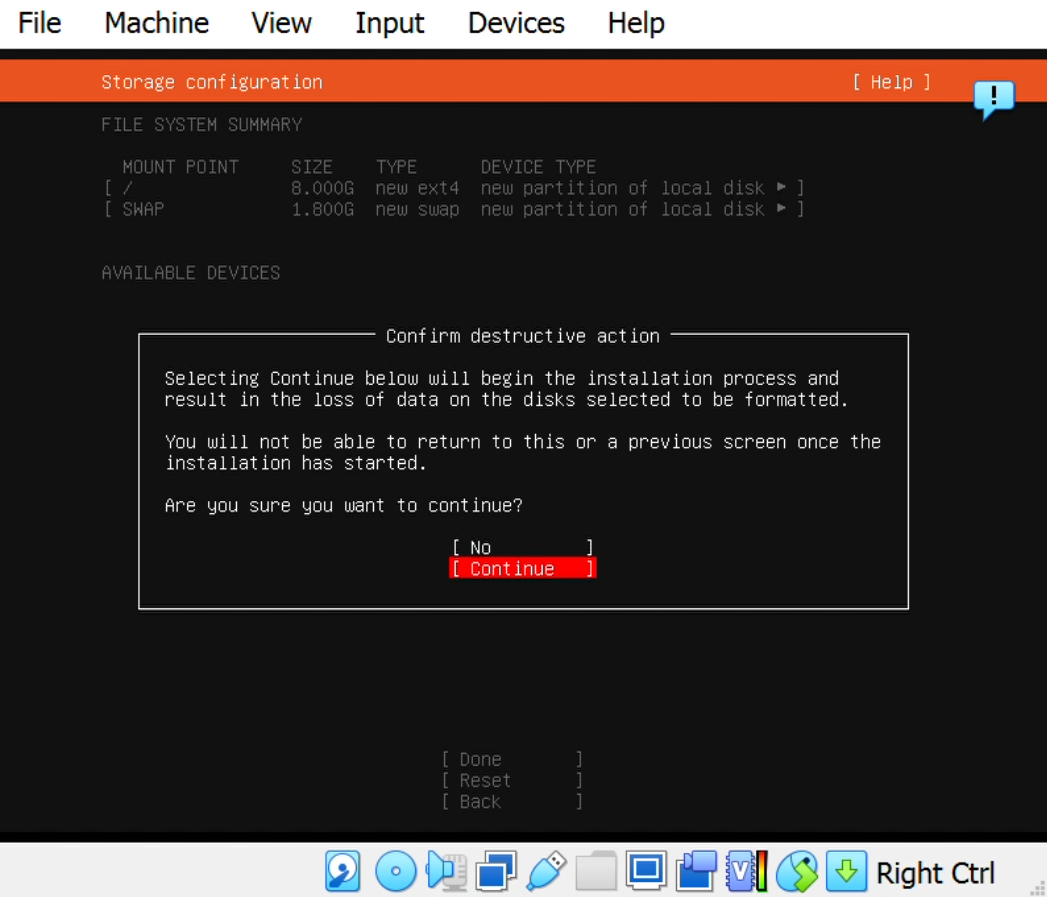 File Machine View Input Devices Help
Storage configuration [ Help ]
!
FILE SYSTEM SUMMARY
MOUNT POINT SIZE TYPE DEVICE TYPE
[ / 8.000G new ext4 new partition of local disk ▸ ]
[ SWAP 1.800G new swap new partition of local disk ▸ ]
AVAILABLE DEVICES
Confirm destructive action
Selecting Continue below will begin the installation process and
result in the loss of data on the disks selected to be formatted.
You will not be able to return to this or a previous screen once the
installation has started.
Are you sure you want to continue?
[ No ]
[ Continue ]
[ Done ]
[ Reset ]
[ Back ]
V Right Ctrl